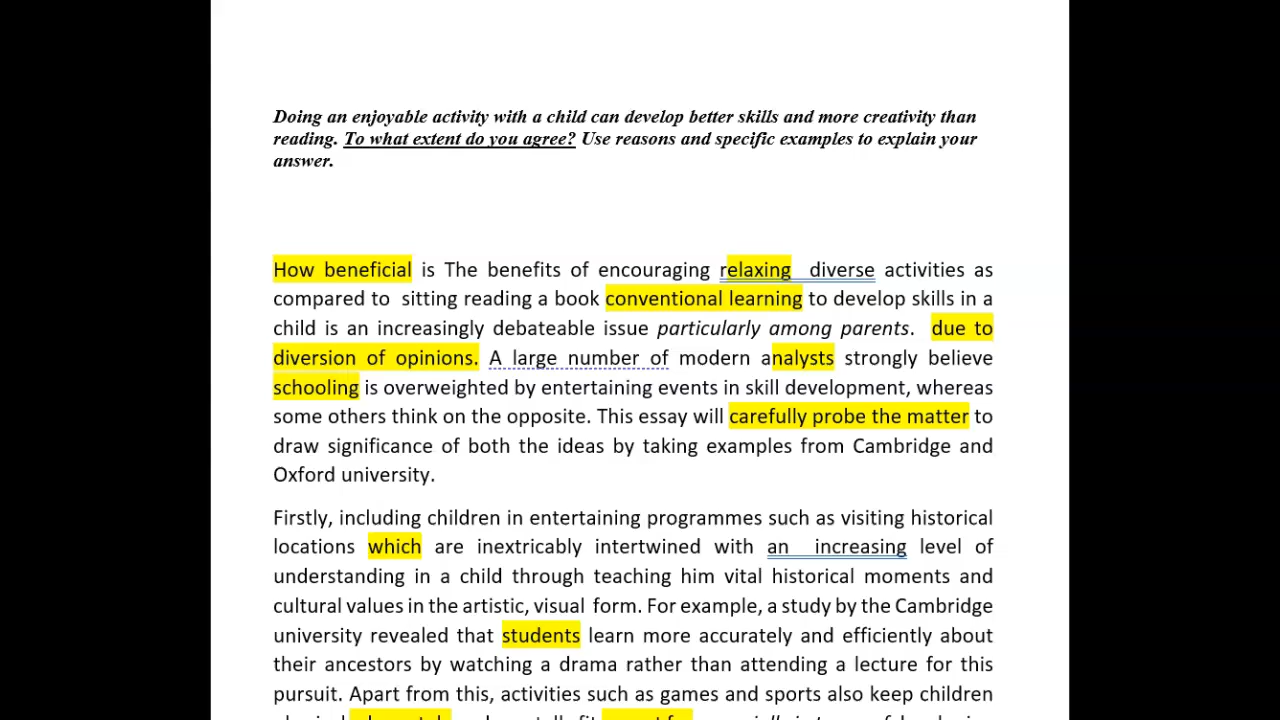 Doing an enjoyable activity with a child can develop better skills and more creativity than
reading. To what extent do you agree? Use reasons and specific examples to explain your
answer.
How beneficial is The benefits of encouraging relaxing diverse activities as
compared to sitting reading a book conventional learning to develop skills in a
child is an increasingly debateable issue particularly among parents. due to
diversion of opinions. A large number of modern analysts strongly believe
schooling is overweighted by entertaining events in skill development, whereas
some others think on the opposite. This essay will carefully probe the matter to
draw significance of both the ideas by taking examples from Cambridge and
Oxford university.
Firstly, including children in entertaining programmes such as visiting historical
locations which are inextricably intertwined with an increasing level of
understanding in a child through teaching him vital historical moments and
cultural values in the artistic, visual form. For example, a study by the Cambridge
university revealed that students learn more accurately and efficiently about
their ancestors by watching a drama rather than attending a lecture for this
pursuit. Apart from this, activities such as games and sports also keep children